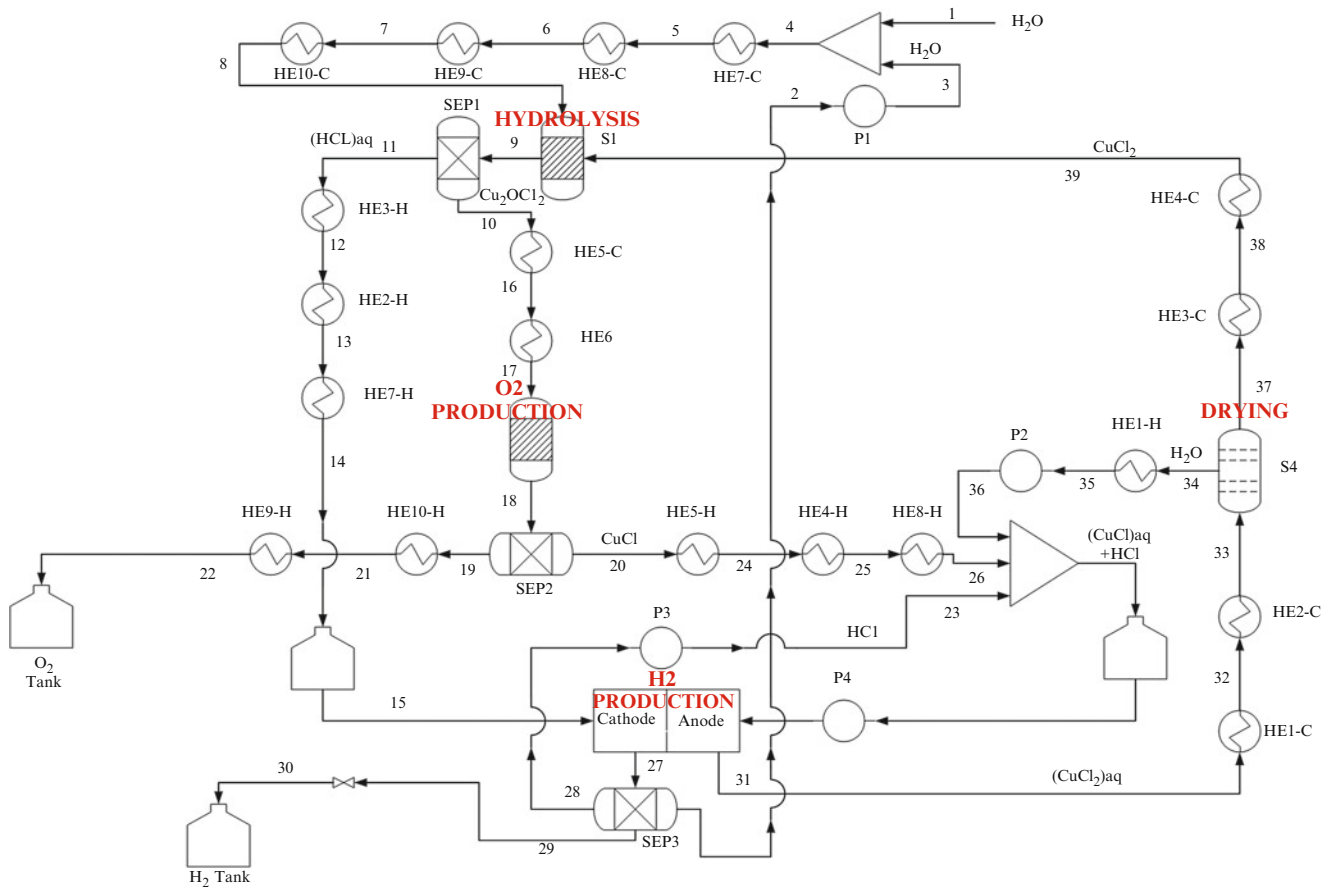 1
H₂O
H₂O
2
3
4
5
6
7
8
HE7-C
HE8-C
HE9-C
HE10-C
P1
SEP1
HYDROLYSIS
S1
9
(HCL)aq
11
Cu₂OCl₂
10
CuCl₂
39
HE4-C
38
HE3-C
37
DRYING
HE3-H
12
HE2-H
13
HE7-H
14
HE5-C
16
HE6
17
O2
PRODUCTION
18
HE1-H
P2
H₂O
34
35
36
S4
33
HE2-C
32
HE1-C
HE9-H
HE10-H
22
21
19
SEP2
CuCl
20
HE5-H
24
HE4-H
25
HE8-H
26
23
(CuCl)aq
+HCl
O₂
Tank
P3
HCl
H2
PRODUCTION
Cathode
Anode
P4
15
27
28
29
30
31
(CuCl₂)aq
SEP3
H₂ Tank